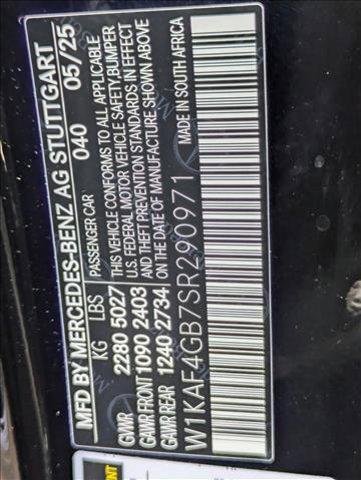 MFD BY MERCEDES-BENZ AG STUTTGART
040 05/25
PASSENGER CAR
KG LBS
GWR 2280 5027
GAWR FRONT 1090 2403
GAWR REAR 1240 2734
THIS VEHICLE CONFORMS TO ALL APPLICABLE
U.S. FEDERAL MOTOR VEHICLE SAFETY,BUMPER
AND THEFT PREVENTION STANDARDS IN EFFECT
ON THE DATE OF MANUFACTURE SHOWN ABOVE
MADE IN SOUTH AFRICA
W1KAF4GB7SR290971